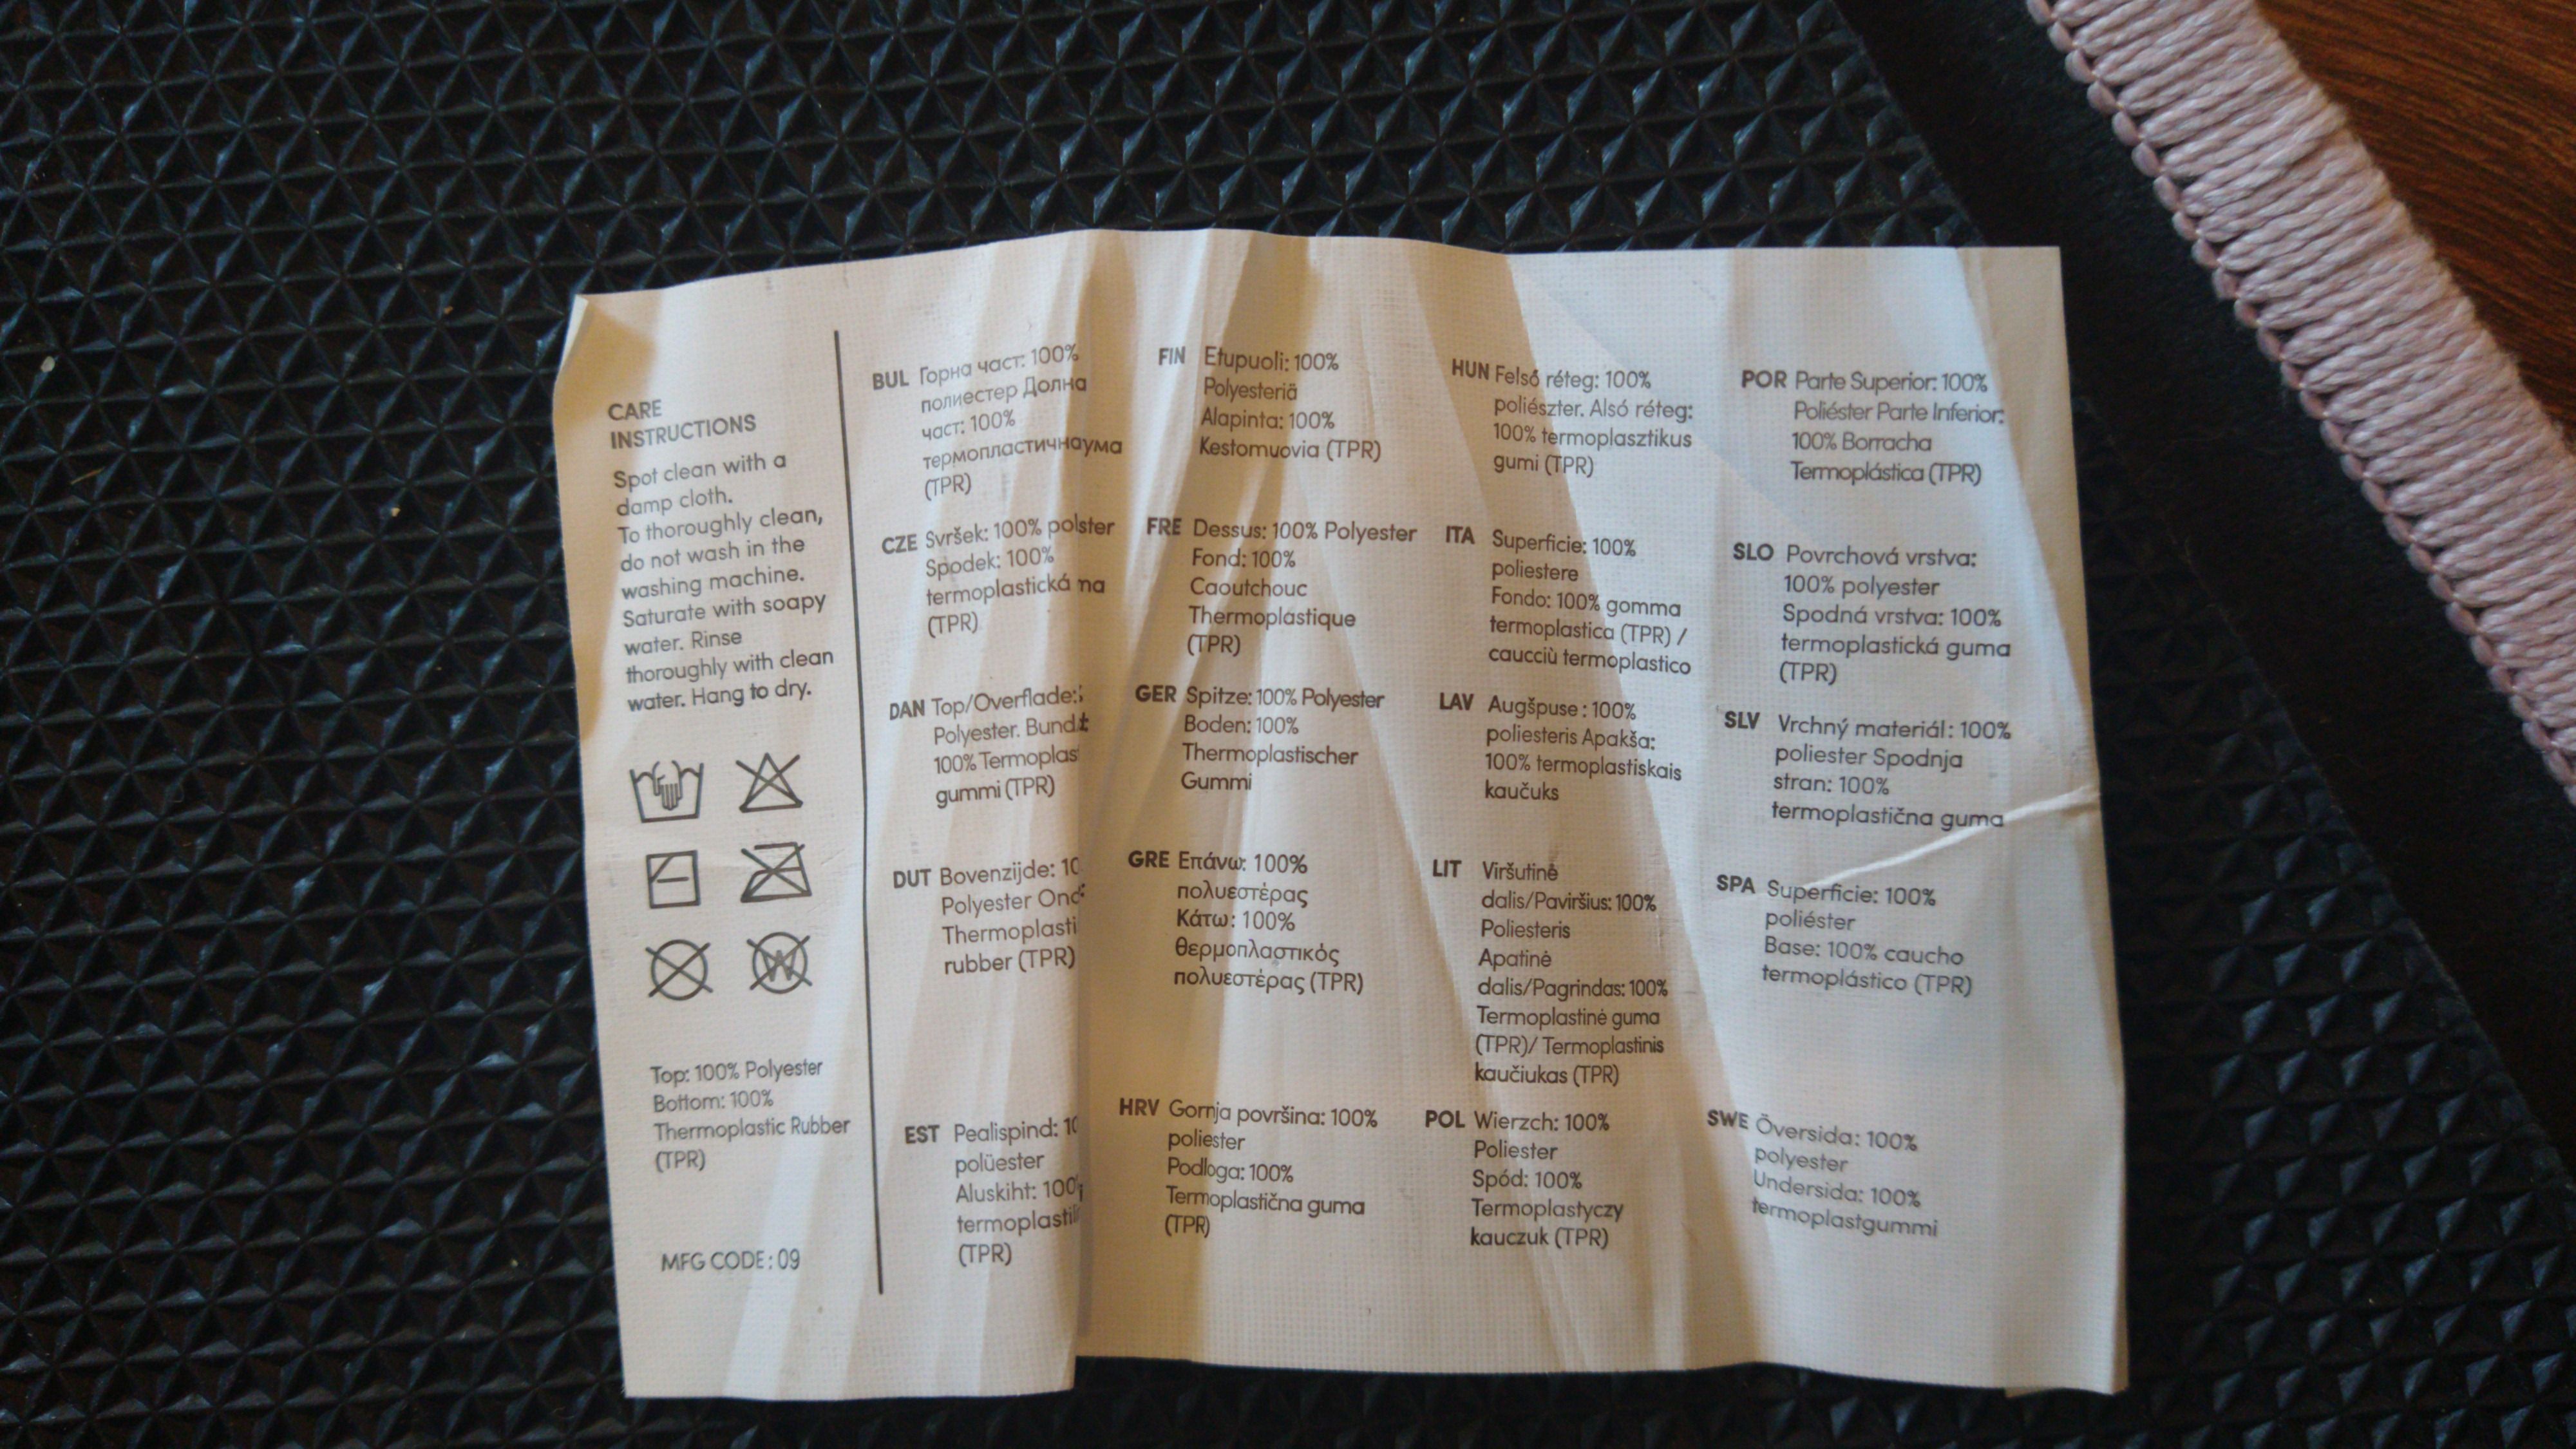 CARE
INSTRUCTIONS
Spot clean with a
damp cloth.
To thoroughly clean,
do not wash in the
washing machine.
Saturate with soapy
water. Rinse
thoroughly with clean
water. Hang to dry.
W
Top: 100% Polyester
Bottom: 100%
Thermoplastic Rubber
(TPR)
MFG CODE: 09
BUL Горна част: 100%
полиестер Долна
част: 100%
(TPR)
CZE Svršek: 100%
Spodek: 100%
termoplastická
(TPR)
DAN Top/Overflade:
Polyester.
100%
gummi (TPR)
DUT Bovenzijde:
Polyester
rubber (TPR)
EST Pealispind:
polüester
Aluskiht:
(TPR)
FIN Etupuoli: 100%
Polyesteriä
Alapinta: 100%
Kestomuovia (TPR)
FRE Dessus: 100% Polyester
Fond: 100%
Caoutchouc
Thermoplastique
(TPR)
GER Spitze: 100% Polyester
Boden: 100%
Thermoplastischer
Gummi
GRE Επάνω: 100%
πολυεστέρας
Κάτω: 100%
θερμοπλαστικός
πολυεστέρας (TPR)
HRV Gornja površina: 100%
poliester
Podloga: 100%
Termoplastična guma
(TPR)
HUN Felső réteg: 100%
poliészter. Alsó réteg:
100% termoplasztikus
gumi (TPR)
ITA Superficie: 100%
poliestere
Fondo: 100% gomma
termoplastica (TPR) /
caucciù termoplastico
LAV Augšpuse : 100%
poliesteris Apakša:
100% termoplastiskais
kaučuks
LIT Viršutinė
dalis/Paviršius: 100%
Poliesteris
Apatinė
dalis/Pagrindas: 100%
Termoplastinė guma
(TPR)/ Termoplastinis
kaučiukas (TPR)
POL Wierzch: 100%
Poliester
Spód: 100%
Termoplastyczy
kauczuk (TPR)
POR Parte Superior: 100%
Poliéster Parte Inferior:
100% Borracha
Termoplástica (TPR)
SLO Povrchová vrstva:
100% polyester
Spodná vrstva: 100%
termoplastická guma
(TPR)
SLV Vrchný materiál: 100%
poliester Spodnja
stran: 100%
termoplastična guma
SPA Superficie: 100%
poliéster
Base: 100% caucho
termoplástico (TPR)
SWE Översida: 100%
polyester
Undersida: 100%
termoplastgummi